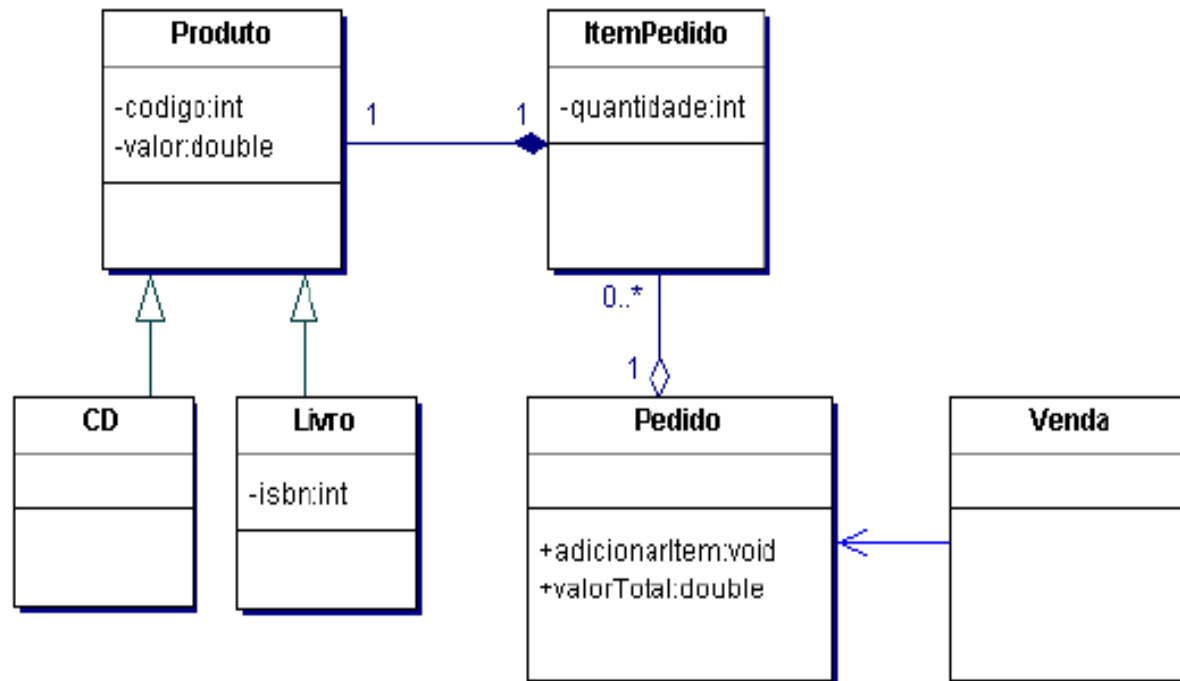 Produto
-codigo:int
-valor:double
1
1
ItemPedido
-quantidade:int
0..*
1
CD
Livro
-isbn:int
Pedido
+adicionarItem:void
+valorTotal:double
Venda